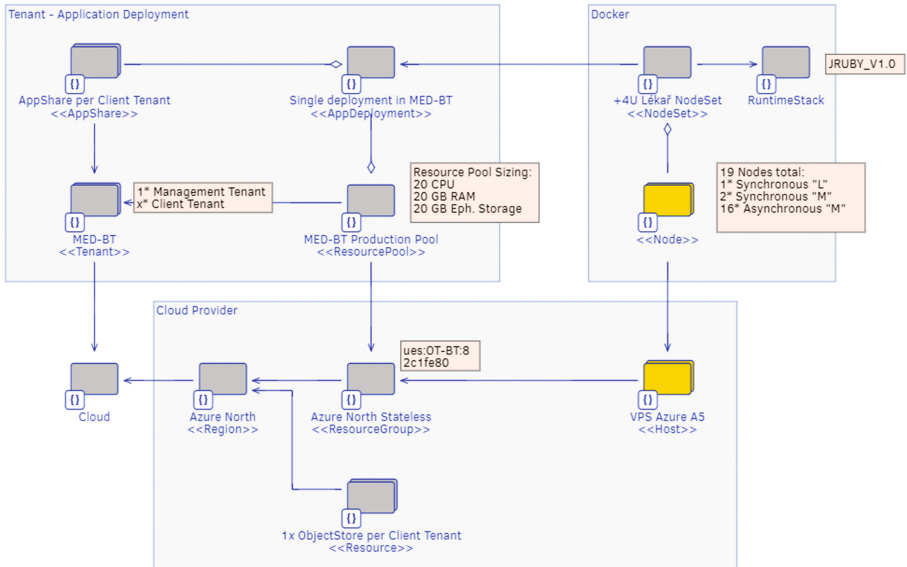 Tenant - Application Deployment
Docker
{}
AppShare per Client Tenant
<<AppShare>>
{}
Single deployment in MED-BT
<<AppDeployment>>
{}
+4U Lékař NodeSet
<<NodeSet>>
{}
RuntimeStack
JRUBY_V1.0
{}
MED-BT
<<Tenant>>
1* Management Tenant
x* Client Tenant
{}
MED-BT Production Pool
<<ResourcePool>>
Resource Pool Sizing:
20 CPU
20 GB RAM
20 GB Eph. Storage
{}
<<Node>>
19 Nodes total:
1* Synchronous "L"
2* Synchronous "M"
16* Asynchronous "M"
Cloud Provider
{}
Cloud
{}
Azure North
<<Region>>
ues:OT-BT:8
2c1fe80
{}
Azure North Stateless
<<ResourceGroup>>
{}
VPS Azure A5
<<Host>>
{}
1x ObjectStore per Client Tenant
<<Resource>>